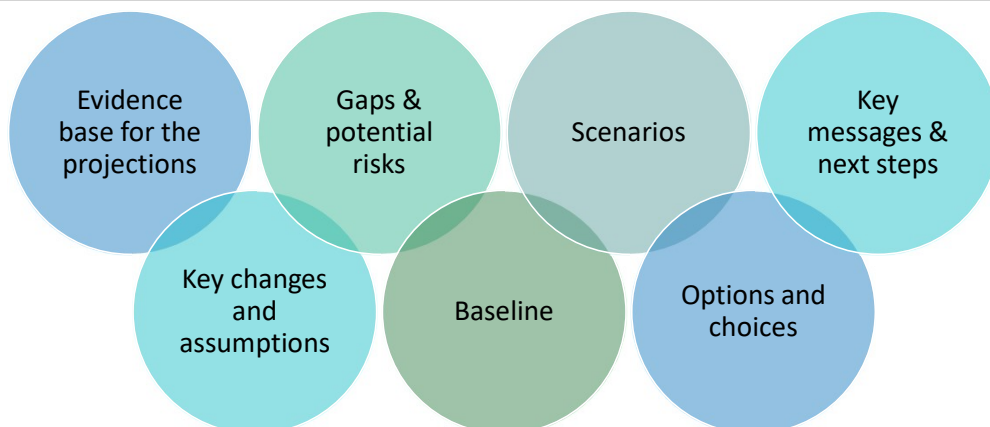 Evidence
base for the
projections
Key changes
and
assumptions
Gaps &
potential
risks
Baseline
Scenarios
Options and
choices
Key
messages &
next steps